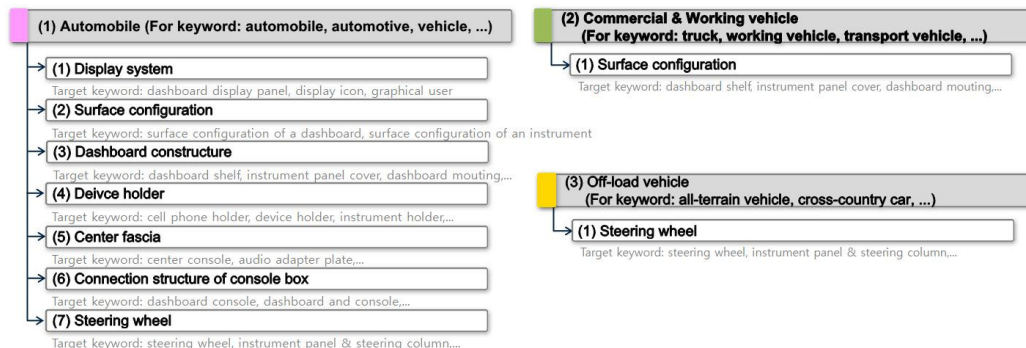 (1) Automobile (For keyword: automobile, automotive, vehicle, ...)
(1) Display system
Target keyword: dashboard display panel, display icon, graphical user
(2) Surface configuration
Target keyword: surface configuration of a dashboard, surface configuration of an instrument
(3) Dashboard constructure
Target keyword: dashboard shelf, instrument panel cover, dashboard mouting,...
(4) Deivce holder
Target keyword: cell phone holder, device holder, instrument holder,...
(5) Center fascia
Target keyword: center console, audio adapter plate,...
(6) Connection structure of console box
Target keyword: dashboard console, dashboard and console,...
(7) Steering wheel
Target keyword: steering wheel, instrument panel & steering column,...
(2) Commercial & Working vehicle
(For keyword: truck, working vehicle, transport vehicle, ...)
(1) Surface configuration
Target keyword: dashboard shelf, instrument panel cover, dashboard mouting,...
(3) Off-load vehicle
(For keyword: all-terrain vehicle, cross-country car, ...)
(1) Steering wheel
Target keyword: steering wheel, instrument panel & steering column,...